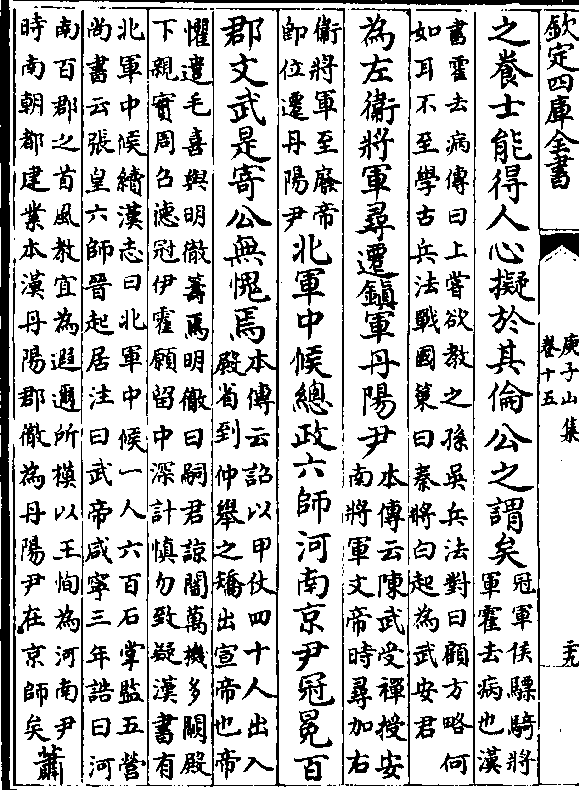 欽定四庫全書
庾子山集
卷十五
之養士能得人心擬於其倫公之謂矣
冠軍侯驃騎將
軍霍去病也漢
書霍去病傳曰上嘗欲教之孫吳兵法對曰顧方略何
如耳不至學古兵法戰國策曰秦將白起為武安君
為左衛將軍尋遷鎮軍丹陽尹
本傳云陳武受禪授安
南將軍文帝時尋加右
衛將軍至廢帝
即位遷丹陽尹
北軍中候總政六師河南京尹冠冕百
郡文武是寄公無愧焉
本傳云詔以甲仗四十人出入
殿省到仲舉之矯出宣帝也帝
懼遣毛喜與明徹籌焉明徹曰嗣君諒闇萬機多闕殿
下親實周召德冠伊霍願留中深計慎勿致疑漢書有
北軍中候續漢志曰北軍中候一人六百石掌監五營
尚書云張皇六師晉起居注曰武帝咸寧三年詔曰河
南百郡之首風教宜為遐邇所模以王恂為河南尹
時南朝都建業本漢丹陽郡徹為丹陽尹在京師矣
蕭